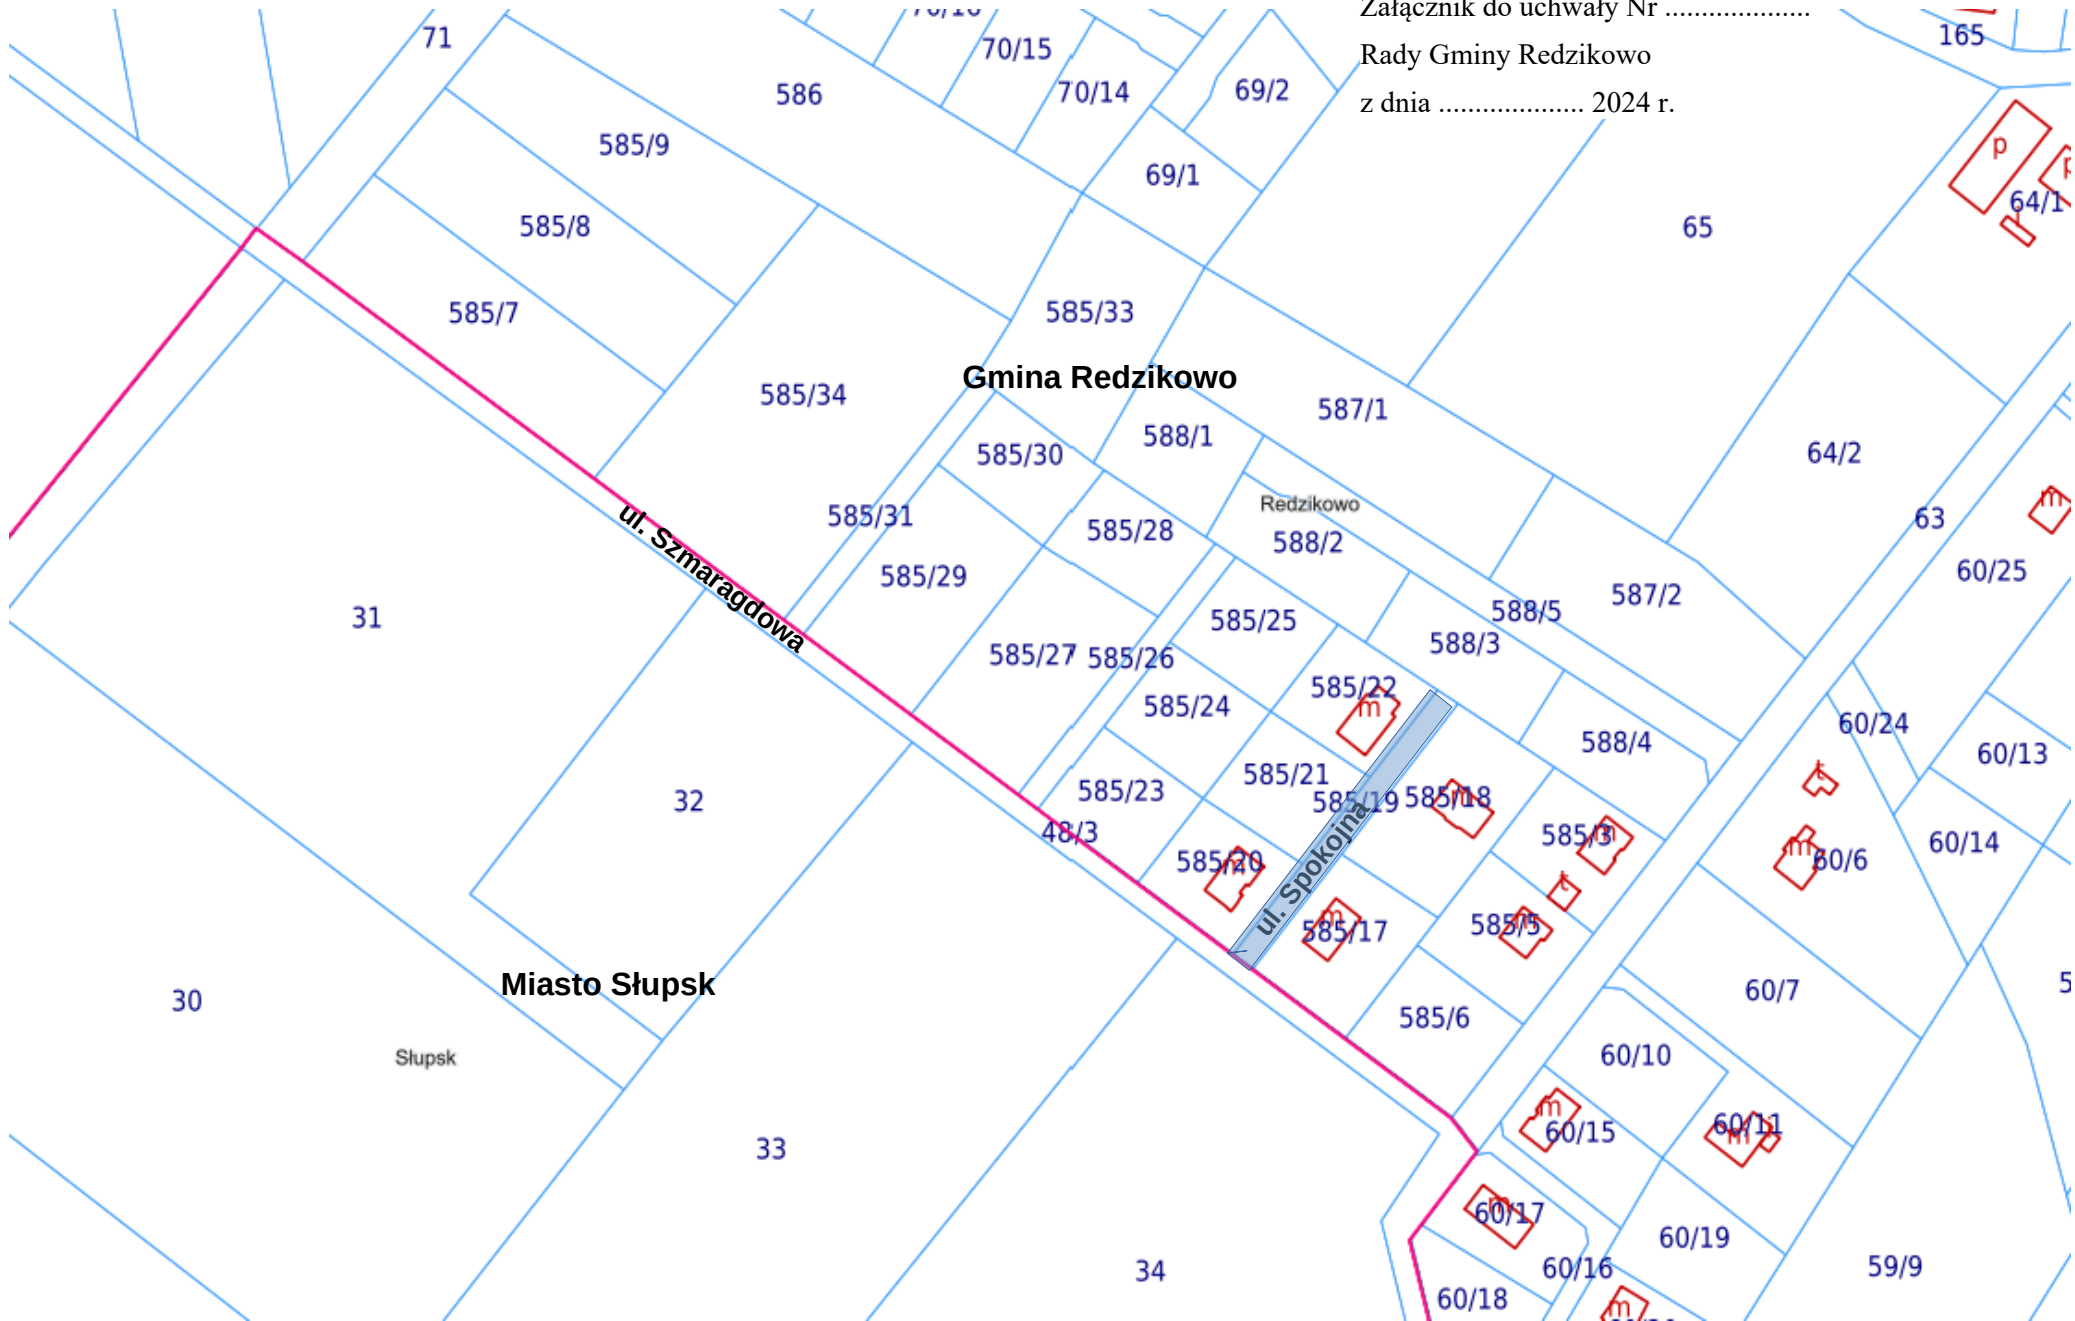 Załącznik do uchwały Nr ....................
Rady Gminy Redzikowo
z dnia .................... 2024 r.
71
70/15
165
586
70/14
69/2
585/9
p
69/1
64/1
585/8
65
585/7
585/33
Gmina Redzikowo
585/34
587/1
588/1
585/30
64/2
Redzikowo
m
585/31
585/28
63
588/2
ul. Szmaragdowa
585/29
60/25
587/2
588/5
31
585/25
588/3
585/27
585/26
585/22
m
585/24
60/24
588/4
60/13
585/21
t
32
585/23
585/19
585/18
m
48/3
585/3
m
60/14
m
60/6
585/20
m
ul. Spokojna
t
585/17
m
585/5
m
Miasto Słupsk
60/7
30
585/6
Słupsk
60/10
m
60/15
60/11
m
33
60/17
m
60/19
34
60/16
59/9
60/18
m